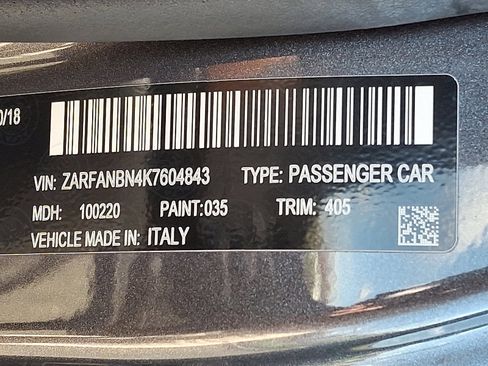 0/18
VIN: ZARFANBN4K7604843 TYPE: PASSENGER CAR
MDH: 100220 PAINT:035 TRIM: 405
VEHICLE MADE IN: ITALY